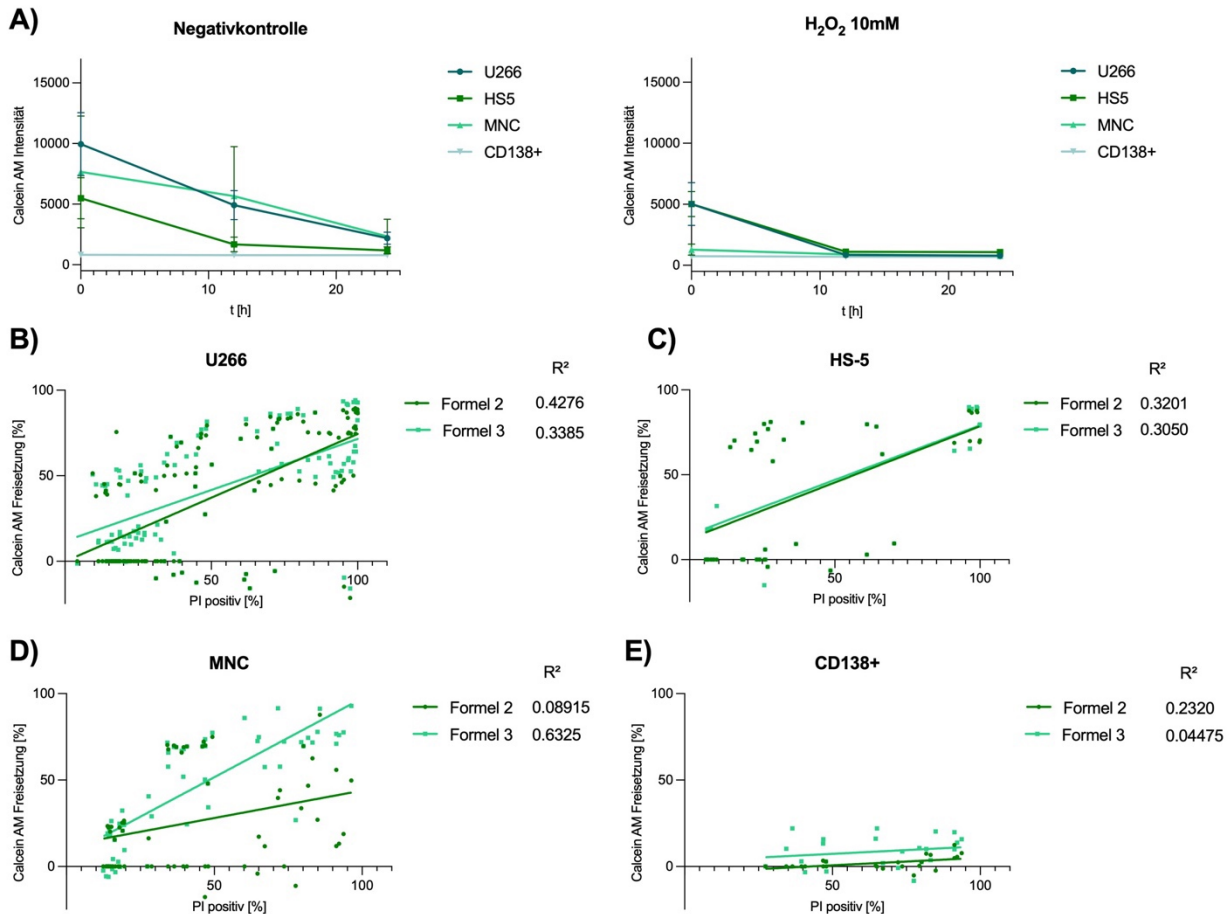 A)
Negativkontrolle
Calcein AM Intensität
15000
10000
5000
0
0
10
20
t [h]
U266
HS5
MNC
CD138+
H₂O₂ 10mM
Calcein AM Intensität
15000
10000
5000
0
0
10
20
t [h]
U266
HS5
MNC
CD138+
B)
U266
Calcein AM Freisetzung [%]
100
50
0
50
100
PI positiv [%]
R²
Formel 2 0.4276
Formel 3 0.3385
C)
HS-5
Calcein AM Freisetzung [%]
100
50
0
50
100
PI positiv [%]
R²
Formel 2 0.3201
Formel 3 0.3050
D)
MNC
Calcein AM Freisetzung [%]
100
50
0
50
100
PI positiv [%]
R²
Formel 2 0.08915
Formel 3 0.6325
E)
CD138+
Calcein AM Freisetzung [%]
100
50
0
50
100
PI positiv [%]
R²
Formel 2 0.2320
Formel 3 0.04475